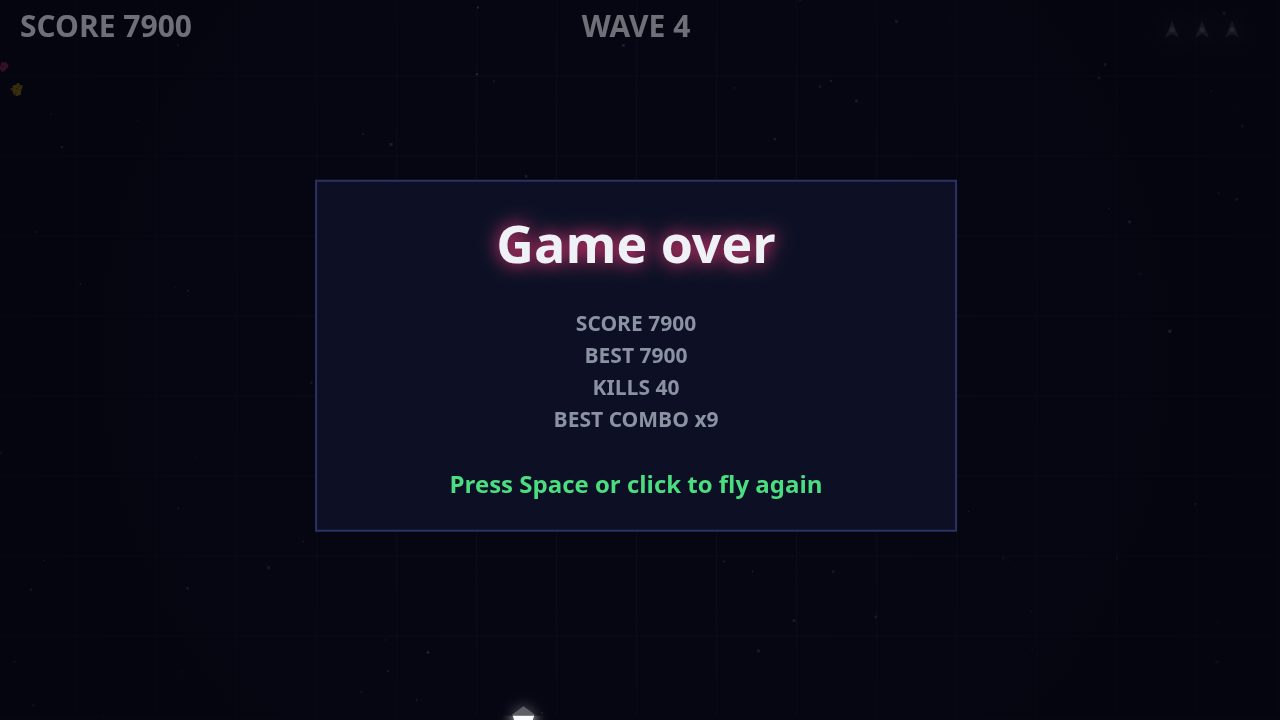 SCORE 7900
WAVE 4
Game over
SCORE 7900
BEST 7900
KILLS 40
BEST COMBO x9
Press Space or click to fly again